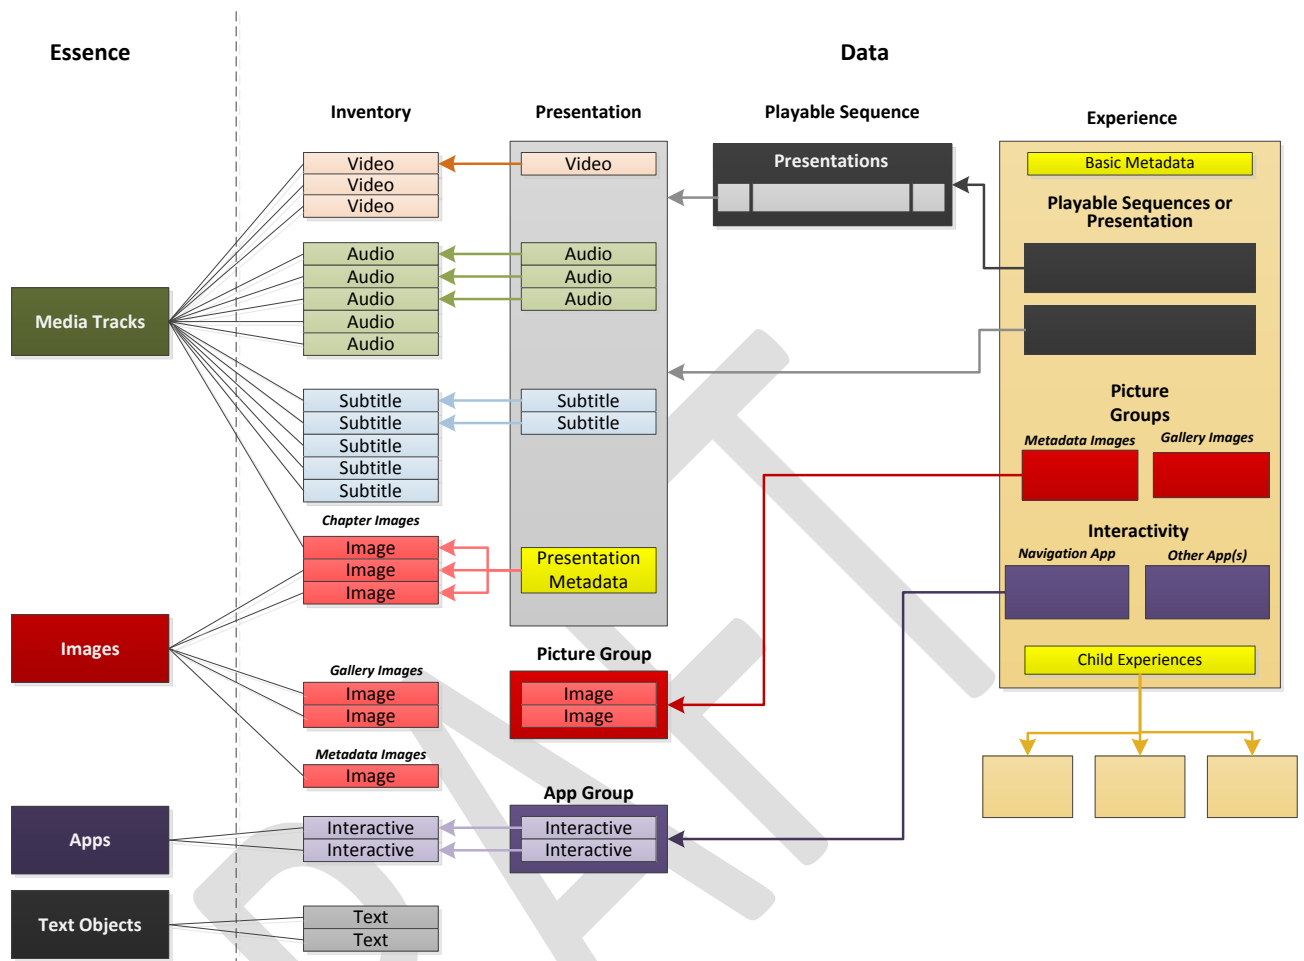 Essence
Data
Inventory
Presentation
Playable Sequence
Experience
Video
Video
Video
Video
Presentations
Basic Metadata
Playable Sequences or
Presentation
Audio
Audio
Audio
Audio
Audio
Audio
Audio
Audio
Media Tracks
Subtitle
Subtitle
Subtitle
Subtitle
Subtitle
Subtitle
Subtitle
Picture
Groups
Metadata Images
Gallery Images
Chapter Images
Image
Image
Image
Presentation
Metadata
Interactivity
Navigation App
Other App(s)
Images
Gallery Images
Image
Image
Picture Group
Image
Image
Child Experiences
Metadata Images
Image
Apps
Interactive
Interactive
App Group
Interactive
Interactive
Text Objects
Text
Text
DRAFT